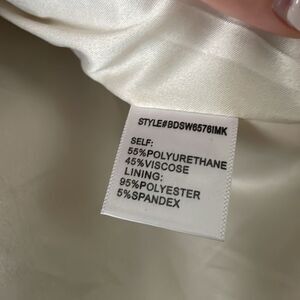 STYLE#BDSW6576IMK
SELF:
55%POLYURETHANE
45%VISCOSE
LINING:
95%POLYESTER
5%SPANDEX